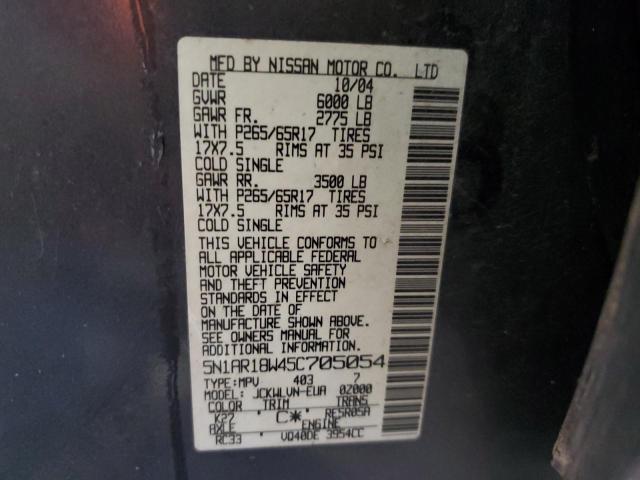 MFD BY NISSAN MOTOR CO. LTD
DATE 10/04
GVWR 6000 LB
GAWR FR. 2775 LB
WITH P265/65R17 TIRES
17X7.5 RIMS AT 35 PSI
COLD SINGLE
GAWR RR. 3500 LB
WITH P265/65R17 TIRES
17X7.5 RIMS AT 35 PSI
COLD SINGLE
THIS VEHICLE CONFORMS TO
ALL APPLICABLE FEDERAL
MOTOR VEHICLE SAFETY
AND THEFT PREVENTION
STANDARDS IN EFFECT
ON THE DATE OF
MANUFACTURE SHOWN ABOVE.
SEE OWNERS MANUAL FOR
ADDITIONAL INFORMATION.
5N1AR18W45C705054
TYPE:MPV 403 7
MODEL: JCKWLVN-EUA 02000
COLOR TRIM TRANS
K27 C* RE5R05A
AXLE ENGINE
RC33 VQ40DE 3954CC